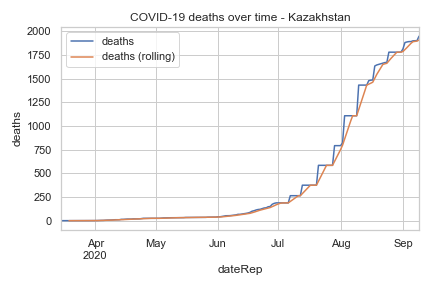 COVID-19 deaths over time - Kazakhstan
deaths
deaths (rolling)
2000
1750
1500
1250
1000
750
500
250
0
deaths
Apr
2020
May
Jun
Jul
Aug
Sep
dateRep